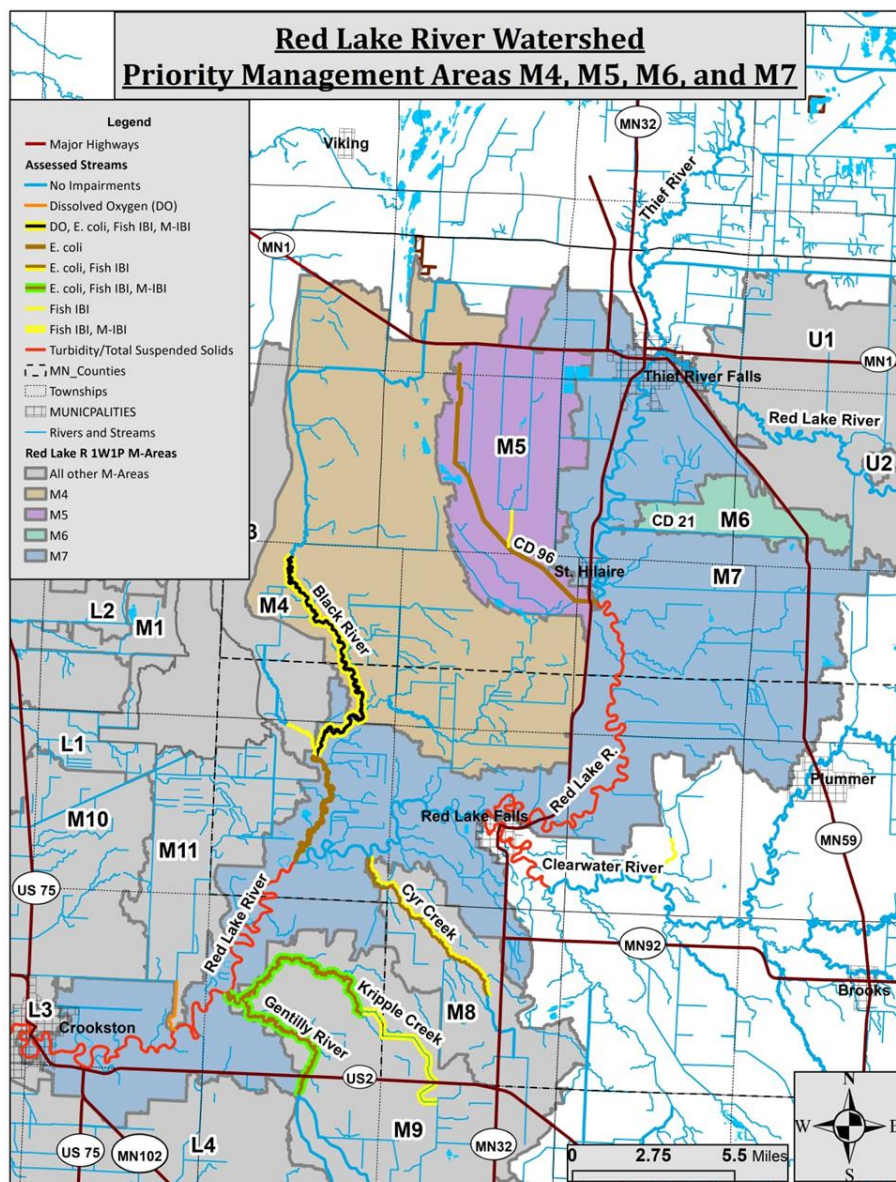 Red Lake River Watershed
Priority Management Areas M4, M5, M6, and M7
Legend
Major Highways
Assessed Streams
No Impairments
Dissolved Oxygen (DO)
DO, E. coli, Fish IBI, M-IBI
E. coli
E. coli, Fish IBI
E. coli, Fish IBI, M-IBI
Fish IBI
Fish IBI, M-IBI
Turbidity/Total Suspended Solids
MN_Counties
Townships
MUNICPALITIES
Rivers and Streams
Red Lake R 1W1P M-Areas
All other M-Areas
M4
M5
M6
M7
Viking
MN32
Thief River
MN1
U1
MN1
Thief River Falls
Red Lake River
U2
M5
CD 21
M6
CD 96
St. Hilaire
M7
3
M4
Black River
L2
M1
L1
M10
M11
Red Lake R.
Red Lake Falls
Plummer
MN59
Clearwater River
US 75
Cyr Creek
Red Lake River
MN92
Brooks
Kripple Creek
M8
Gentilly River
L3
Crookston
US2
M9
L4
MN32
US 75
MN102
0 2.75 5.5 Miles
N
W E
S